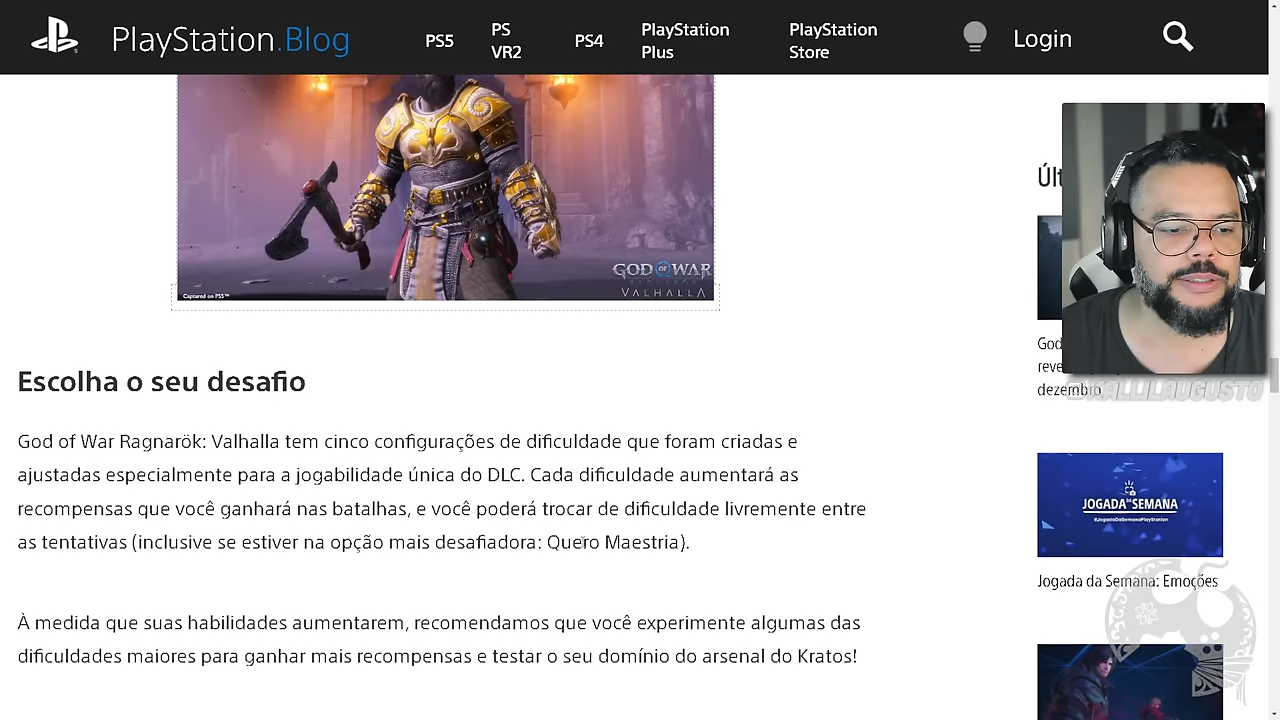 PlayStation.Blog
PS5
PS VR2
PS4
PlayStation Plus
PlayStation Store
Login
GOD OF WAR
VALHALLA
Captured on PS5™
Escolha o seu desafio
God of War Ragnarök: Valhalla tem cinco configurações de dificuldade que foram criadas e
ajustadas especialmente para a jogabilidade única do DLC. Cada dificuldade aumentará as
recompensas que você ganhará nas batalhas, e você poderá trocar de dificuldade livremente entre
as tentativas (inclusive se estiver na opção mais desafiadora: Quero Maestria).
À medida que suas habilidades aumentarem, recomendamos que você experimente algumas das
dificuldades maiores para ganhar mais recompensas e testar o seu domínio do arsenal do Kratos!
Últ
God
reve
dezembro
@KALLILAUGUSTO
JOGADA DA SEMANA
#JogadaDaSemanaPlayStation
Jogada da Semana: Emoções